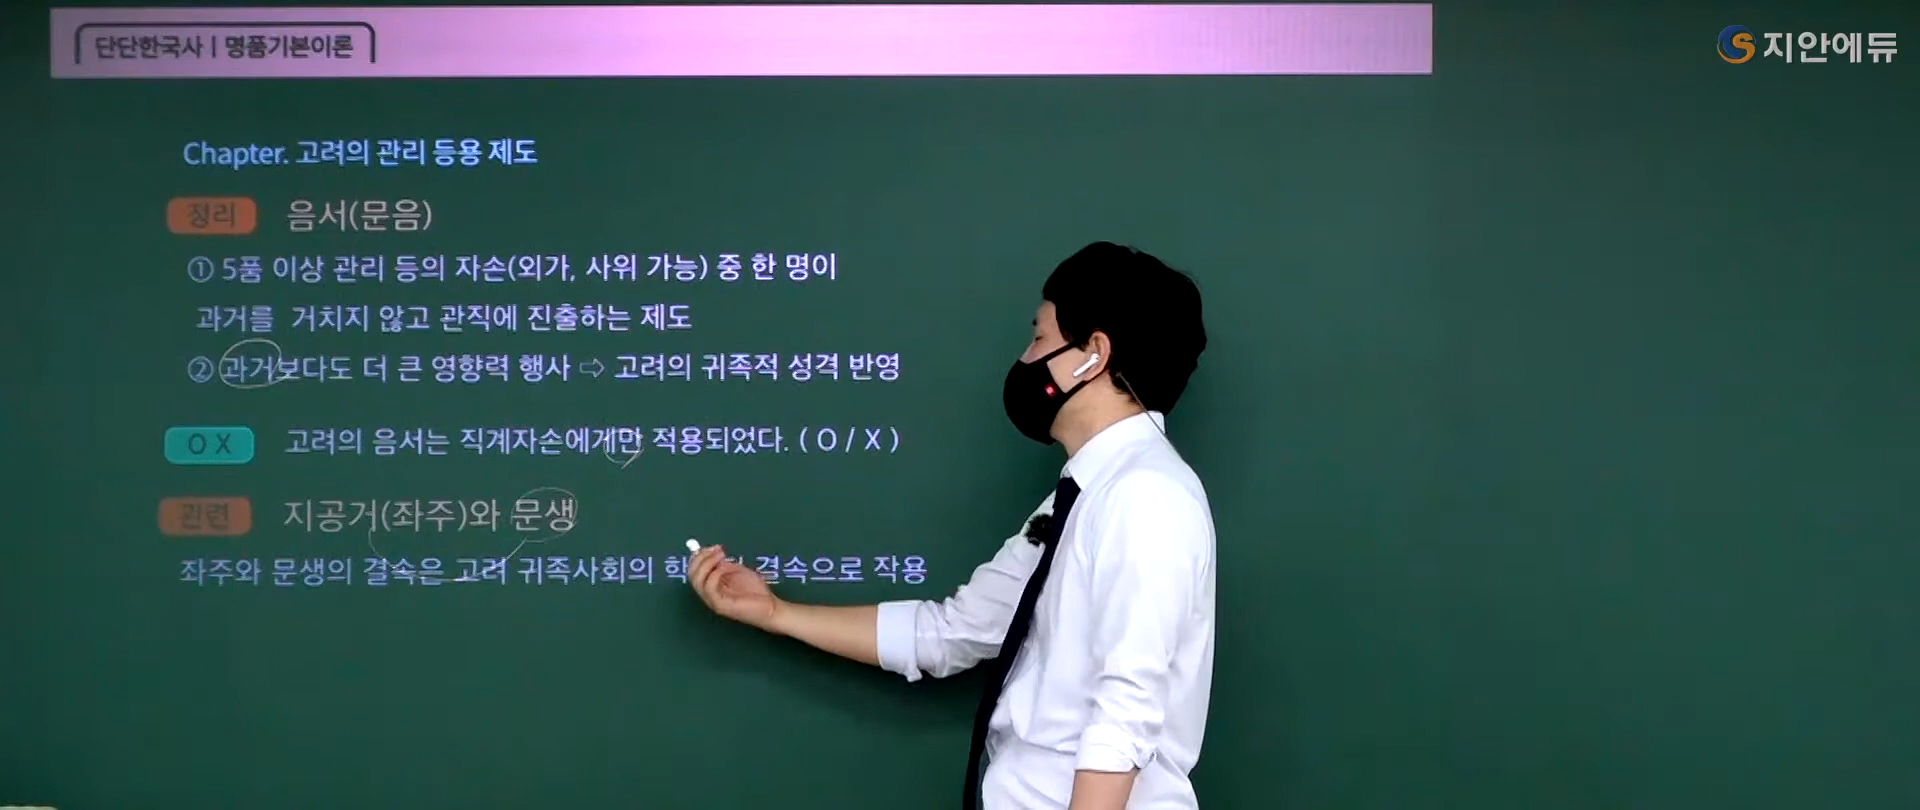 단단한국사 | 명품기본이론
지안에듀
Chapter. 고려의 관리 등용 제도
정리 음서(문음)
① 5품 이상 관리 등의 자손(외가, 사위 가능) 중 한 명이
과거를 거치지 않고 관직에 진출하는 제도
② 과거보다도 더 큰 영향력 행사 ⇨ 고려의 귀족적 성격 반영
O X 고려의 음서는 직계자손에게만 적용되었다. ( O / X )
관련 지공거(좌주)와 문생
좌주와 문생의 결속은 고려 귀족사회의 결속으로 작용